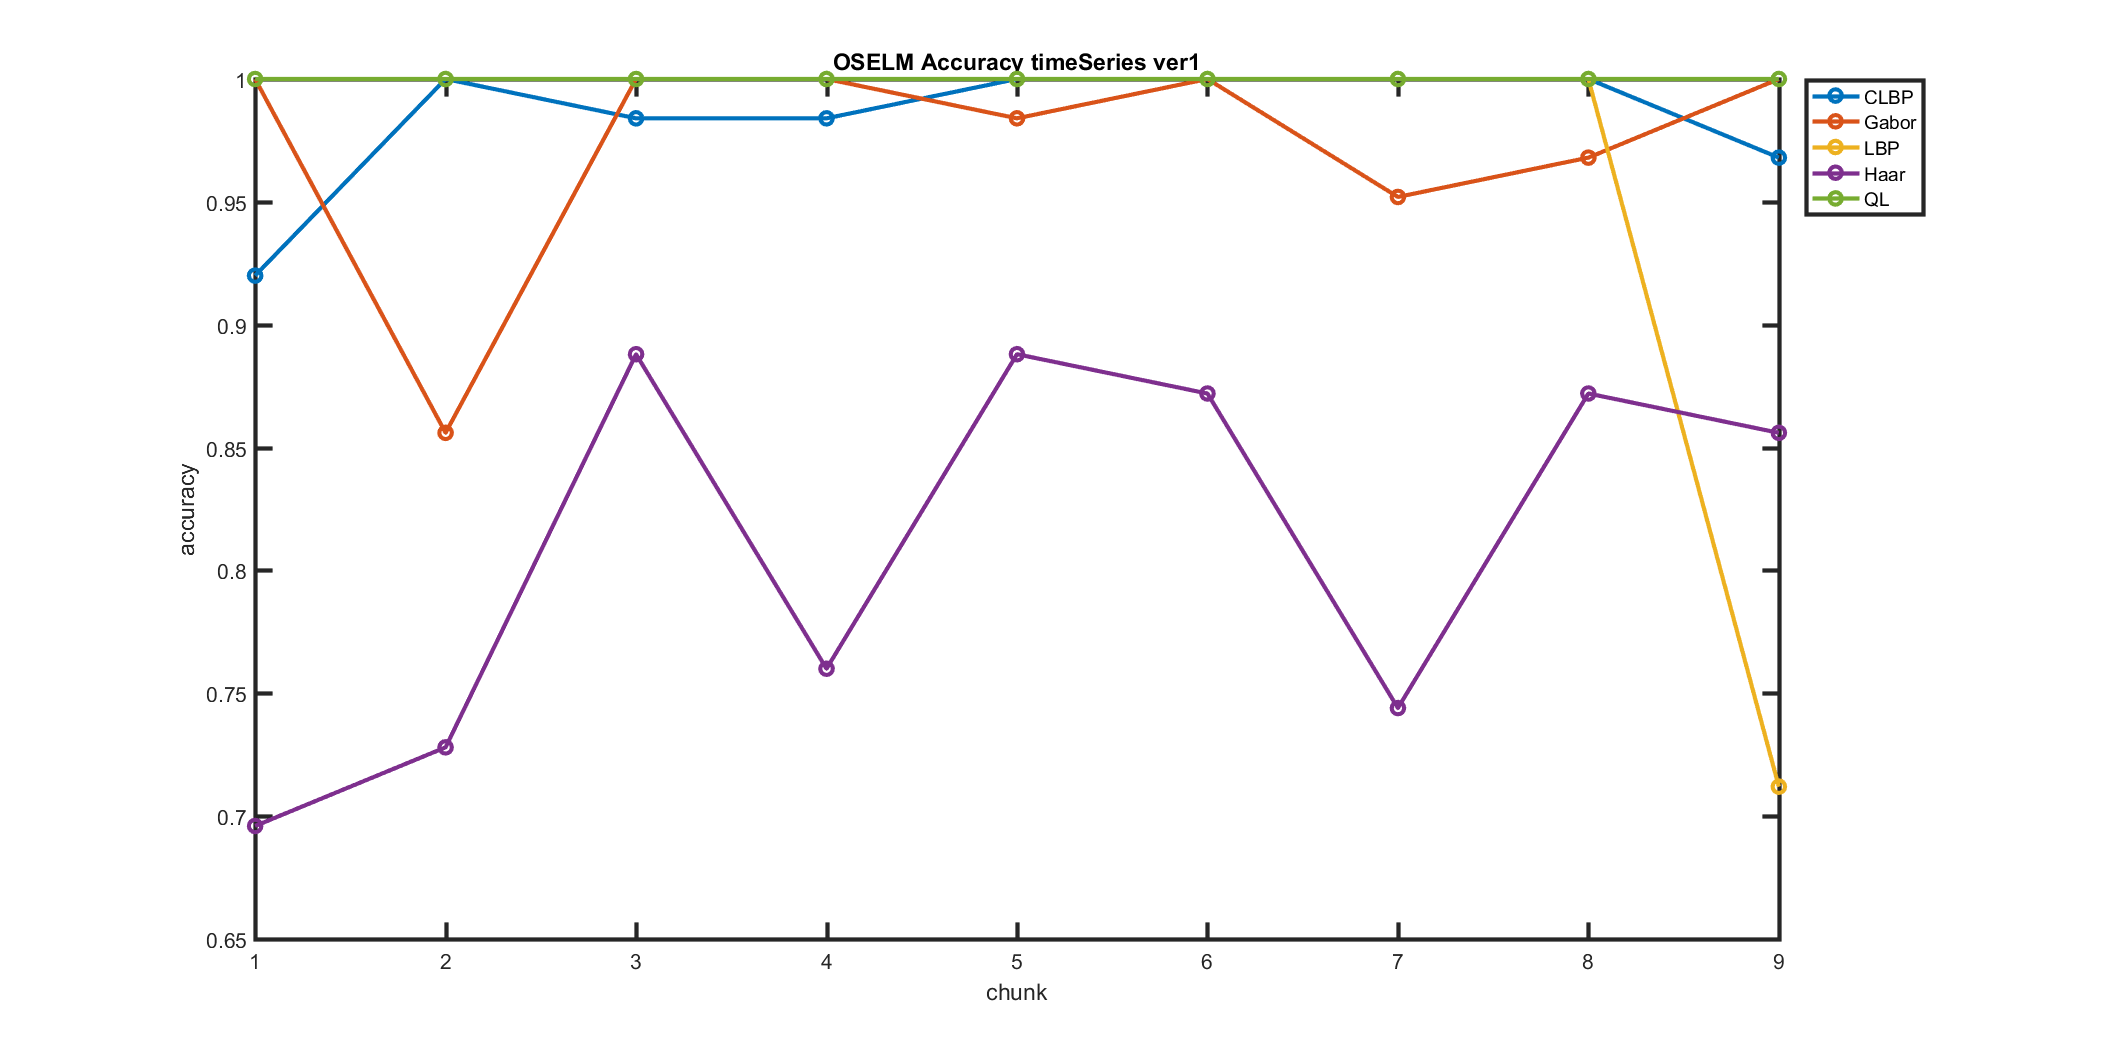 OSELM Accuracy timeSeries ver1
1
0.95
0.9
0.85
0.8
0.75
0.7
0.65
accuracy
1 2 3 4 5 6 7 8 9
chunk
CLBP
Gabor
LBP
Haar
QL